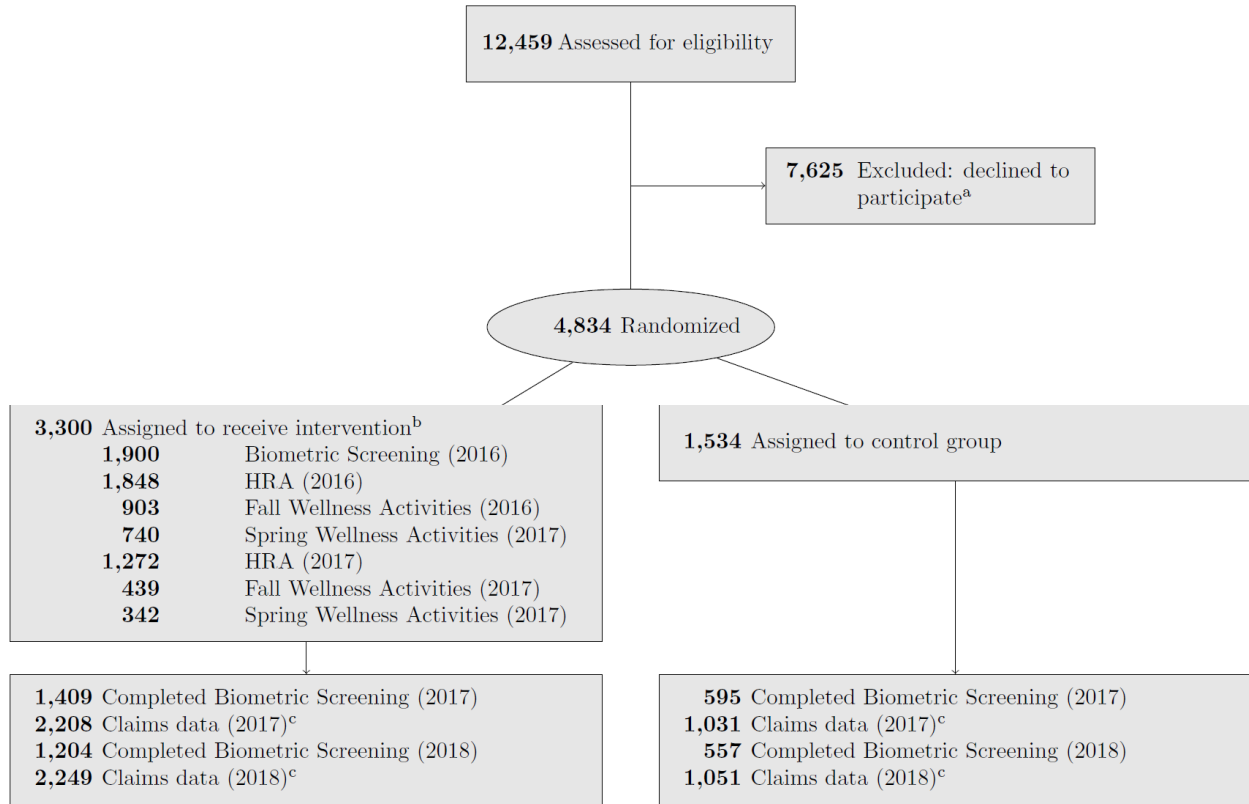 12,459 Assessed for eligibility
7,625 Excluded: declined to
participateᵃ
4,834 Randomized
3,300 Assigned to receive interventionᵇ
1,900 Biometric Screening (2016)
1,848 HRA (2016)
903 Fall Wellness Activities (2016)
740 Spring Wellness Activities (2017)
1,272 HRA (2017)
439 Fall Wellness Activities (2017)
342 Spring Wellness Activities (2017)
1,534 Assigned to control group
1,409 Completed Biometric Screening (2017)
2,208 Claims data (2017)ᶜ
1,204 Completed Biometric Screening (2018)
2,249 Claims data (2018)ᶜ
595 Completed Biometric Screening (2017)
1,031 Claims data (2017)ᶜ
557 Completed Biometric Screening (2018)
1,051 Claims data (2018)ᶜ